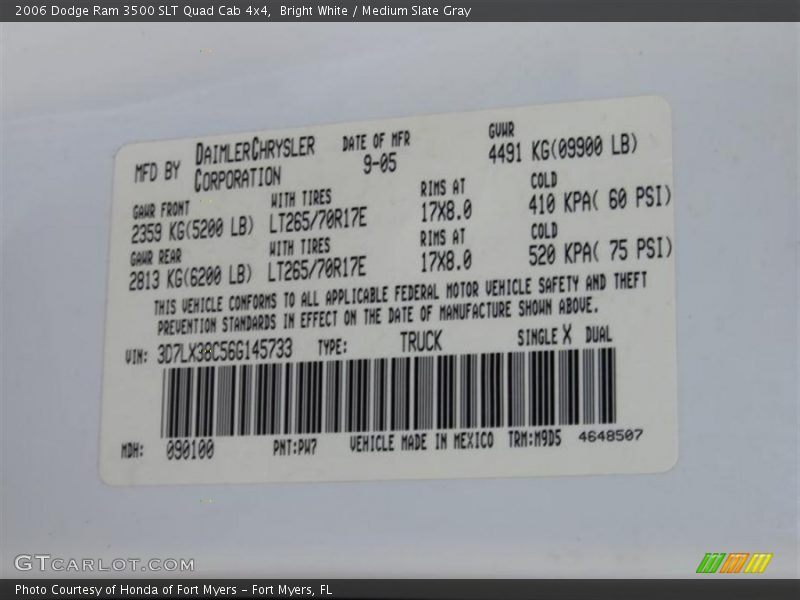 2006 Dodge Ram 3500 SLT Quad Cab 4x4,  Bright White / Medium Slate Gray
MFD BY DAIMLERCHRYSLER CORPORATION DATE OF MFR 9-05 GVWR 4491 KG(09900 LB)
GAWR FRONT WITH TIRES RIMS AT COLD
2359 KG(5200 LB) LT265/70R17E 17X8.0 410 KPA( 60 PSI)
GAWR REAR WITH TIRES RIMS AT COLD
2813 KG(6200 LB) LT265/70R17E 17X8.0 520 KPA( 75 PSI)
THIS VEHICLE CONFORMS TO ALL APPLICABLE FEDERAL MOTOR VEHICLE SAFETY AND THEFT
PREVENTION STANDARDS IN EFFECT ON THE DATE OF MANUFACTURE SHOWN ABOVE.
VIN: 3D7LX38C56G145733 TYPE: TRUCK SINGLE X DUAL
MDH: 090100 PNT:PW7 VEHICLE MADE IN MEXICO TRM:M9D5 4648507
GTCARLOT.COM
Photo Courtesy of Honda of Fort Myers – Fort Myers, FL